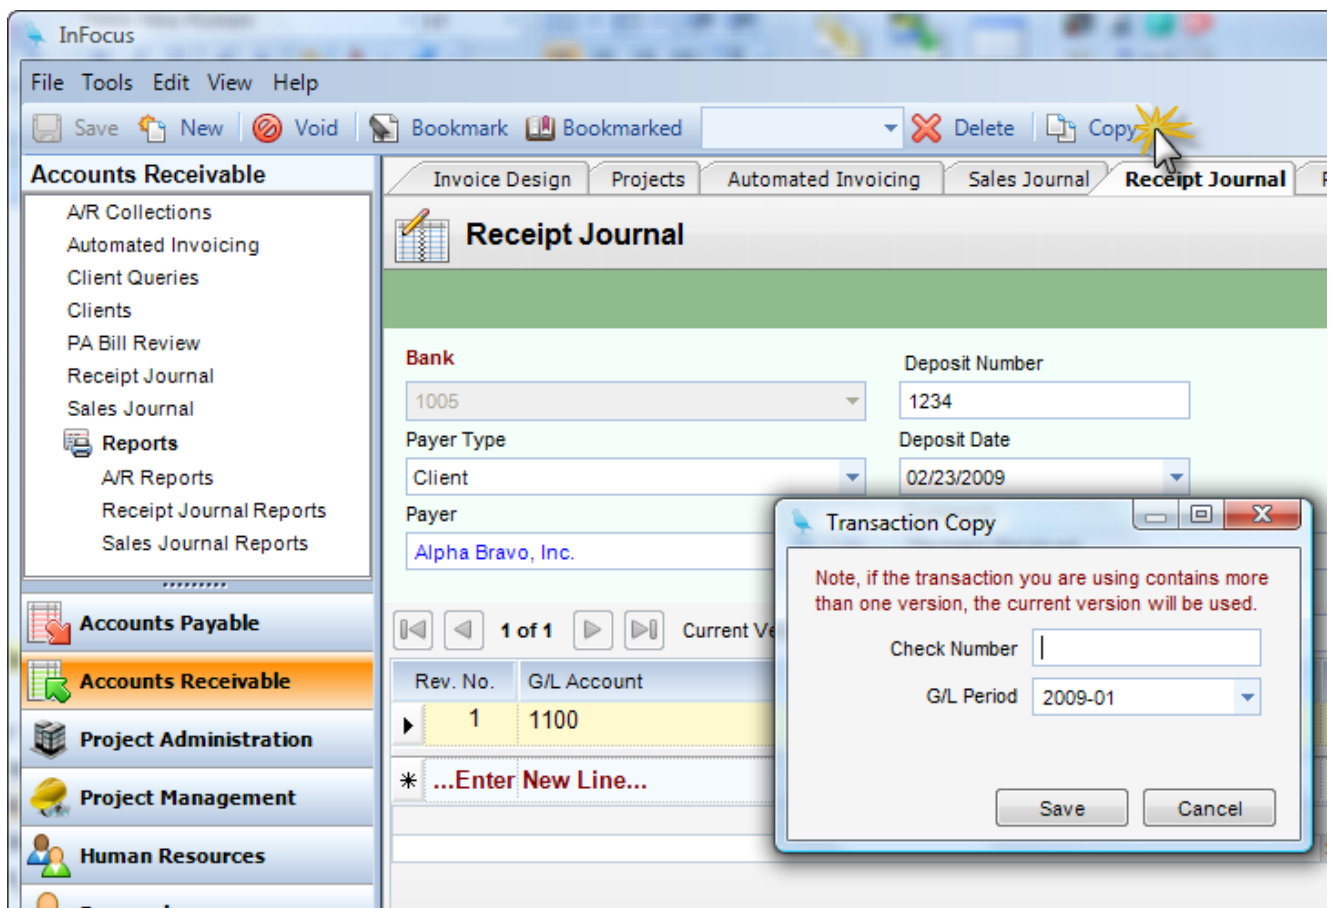 InFocus
File Tools Edit View Help
Save New Void Bookmark Bookmarked Delete Copy
Accounts Receivable
A/R Collections
Automated Invoicing
Client Queries
Clients
PA Bill Review
Receipt Journal
Sales Journal
Reports
A/R Reports
Receipt Journal Reports
Sales Journal Reports
Accounts Payable
Accounts Receivable
Project Administration
Project Management
Human Resources
Invoice Design Projects Automated Invoicing Sales Journal Receipt Journal
Receipt Journal
Bank
1005
Deposit Number
1234
Payer Type
Client
Deposit Date
02/23/2009
Payer
Alpha Bravo, Inc.
1 of 1 Current
Rev. No. G/L Account
1 1100
...Enter New Line...
Transaction Copy
Note, if the transaction you are using contains more
than one version, the current version will be used.
Check Number
G/L Period 2009-01
Save Cancel